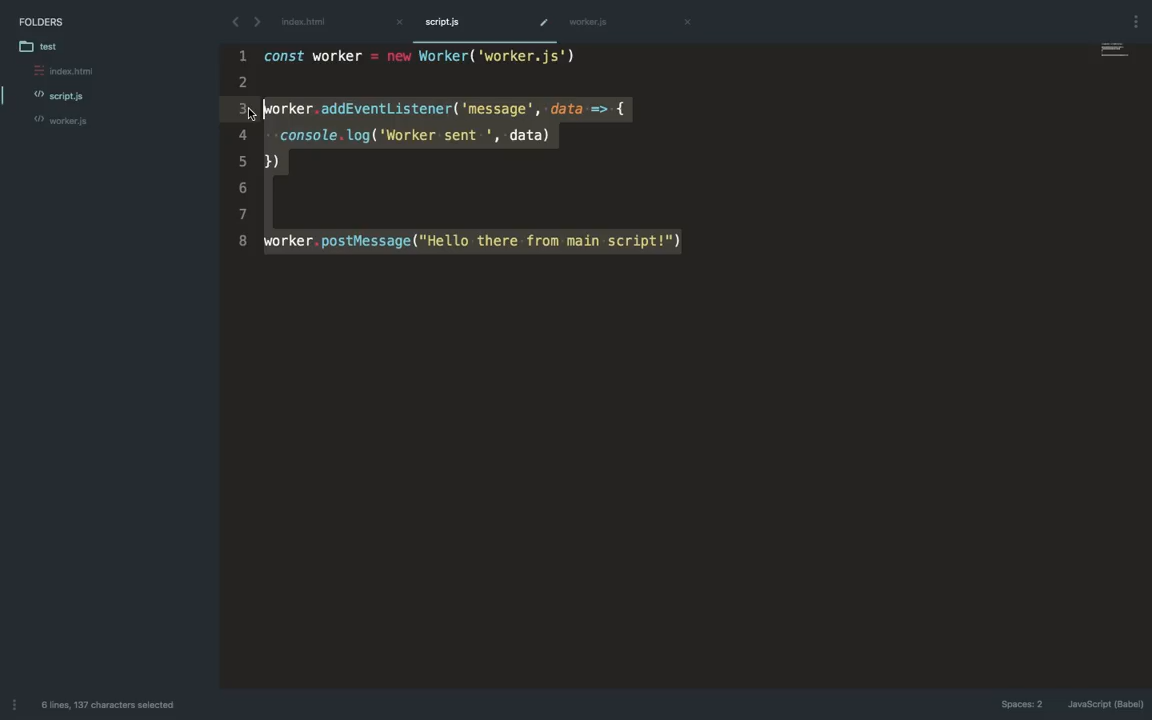 FOLDERS
test
index.html
script.js
worker.js
index.html
script.js
worker.js
1 const worker = new Worker('worker.js')
2
3 worker.addEventListener('message', data => {
4 console.log('Worker sent ', data)
5 })
6
7
8 worker.postMessage("Hello there from main script!")
6 lines, 137 characters selected
Spaces: 2
JavaScript (Babel)